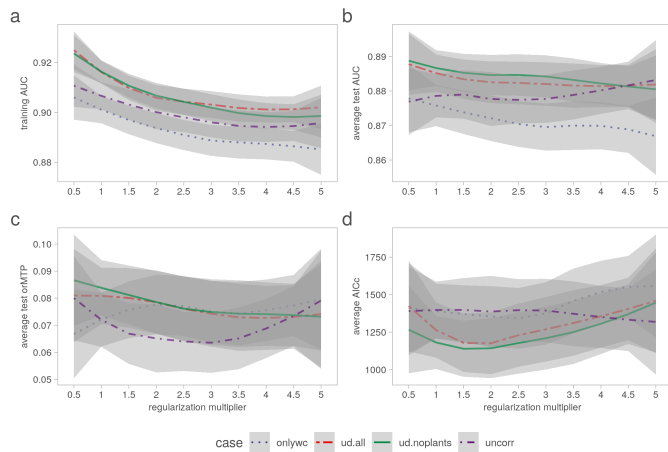 a
b
training AUC
0.92
0.90
0.88
0.5 1 1.5 2 2.5 3 3.5 4 4.5 5
average test AUC
0.89
0.88
0.87
0.86
0.5 1 1.5 2 2.5 3 3.5 4 4.5 5
c
d
average test orMTP
0.10
0.09
0.08
0.07
0.06
0.05
0.5 1 1.5 2 2.5 3 3.5 4 4.5 5
regularization multiplier
average AICc
1750
1500
1250
1000
0.5 1 1.5 2 2.5 3 3.5 4 4.5 5
regularization multiplier
case onlywc ud.all ud.noplants uncorr